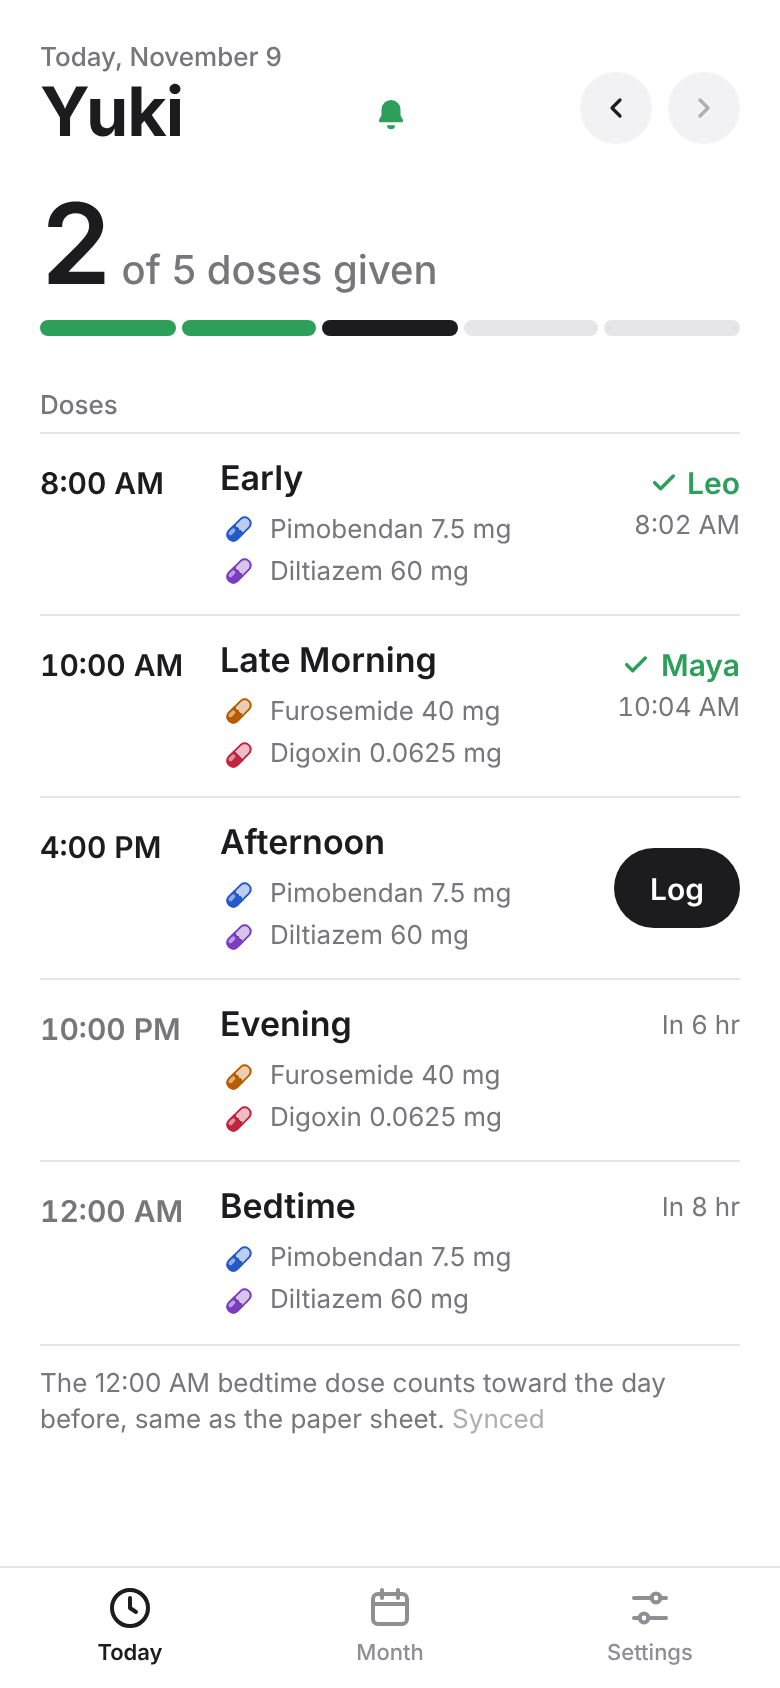 Today, November 9
Yuki
2 of 5 doses given
Doses
8:00 AM Early Leo
Pimobendan 7.5 mg 8:02 AM
Diltiazem 60 mg
10:00 AM Late Morning Maya
Furosemide 40 mg 10:04 AM
Digoxin 0.0625 mg
4:00 PM Afternoon
Pimobendan 7.5 mg Log
Diltiazem 60 mg
10:00 PM Evening In 6 hr
Furosemide 40 mg
Digoxin 0.0625 mg
12:00 AM Bedtime In 8 hr
Pimobendan 7.5 mg
Diltiazem 60 mg
The 12:00 AM bedtime dose counts toward the day
before, same as the paper sheet. Synced
Today Month Settings